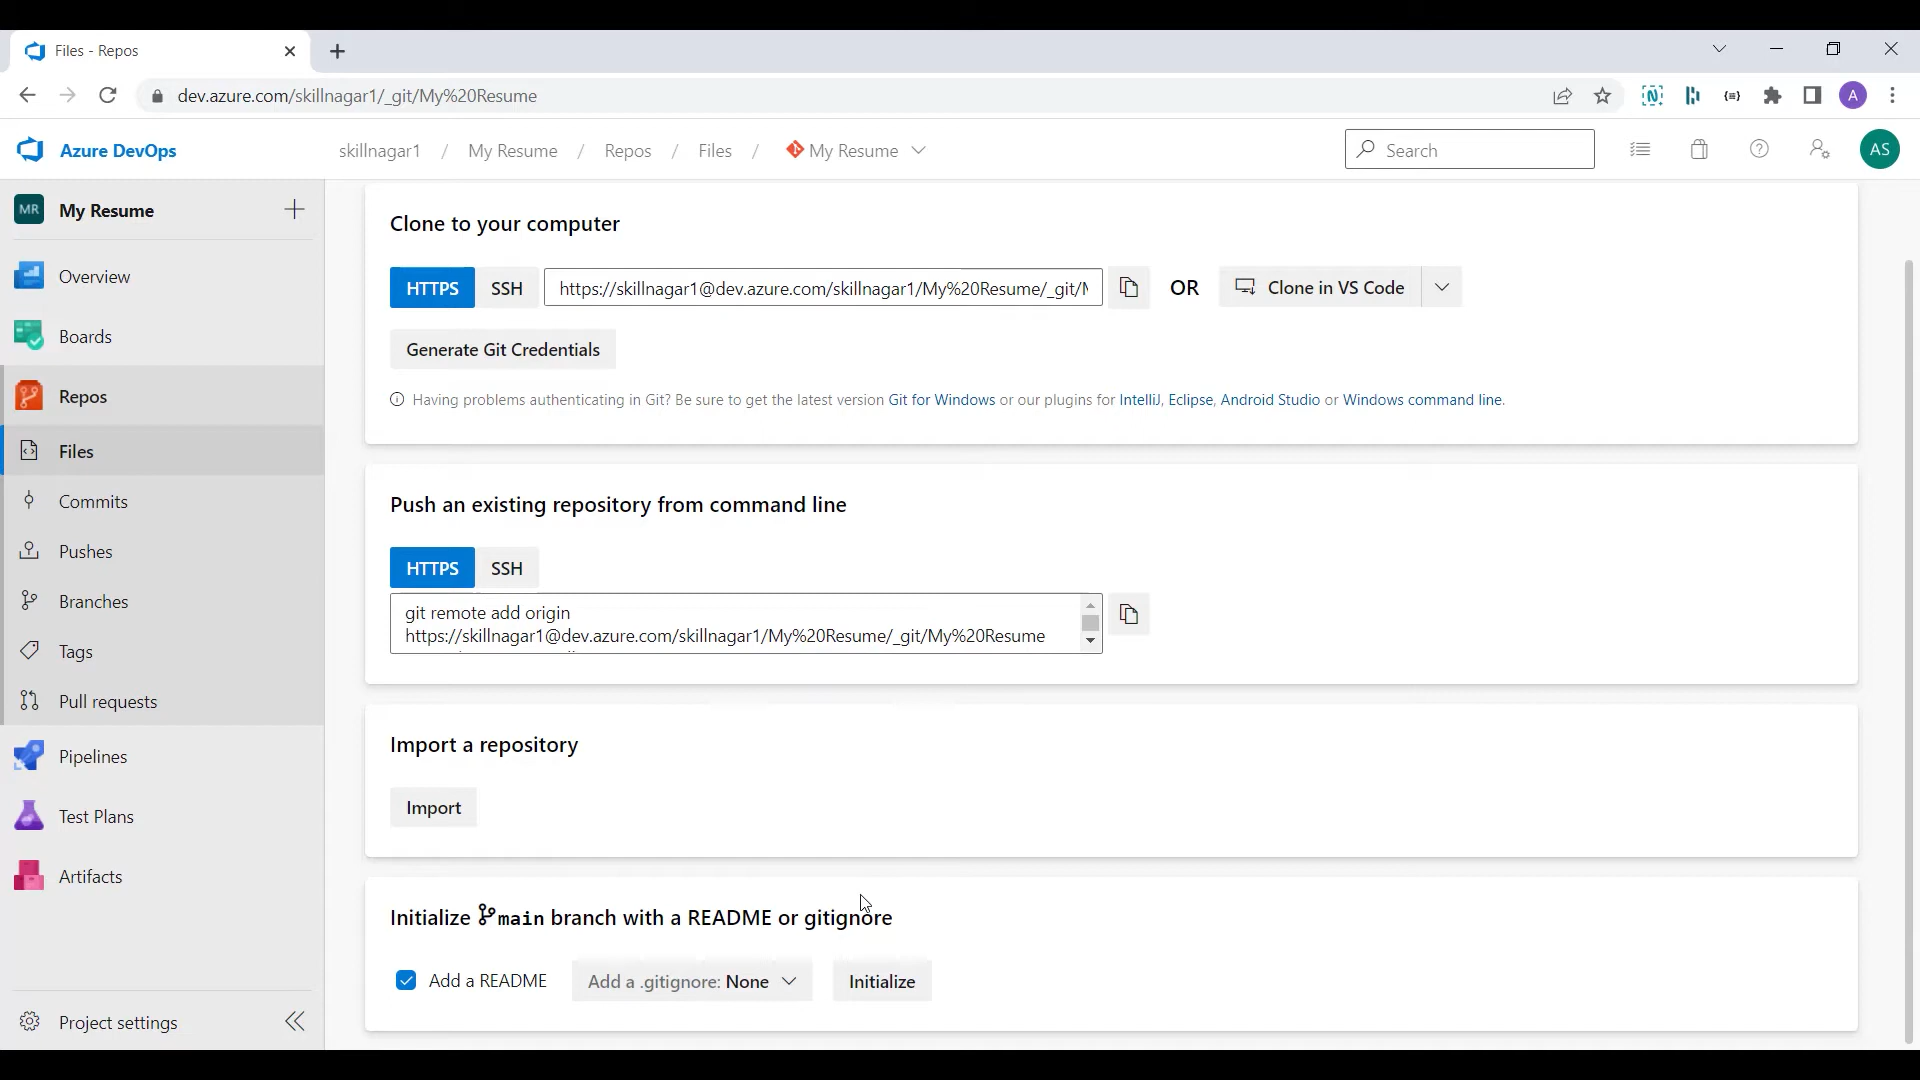 Files - Repos
dev.azure.com/skillnagar1/_git/My%20Resume
A
Azure DevOps
skillnagar1 / My Resume / Repos / Files / My Resume
Search
AS
MR My Resume
Overview
Boards
Repos
Files
Commits
Pushes
Branches
Tags
Pull requests
Pipelines
Test Plans
Artifacts
Project settings
Clone to your computer
HTTPS SSH https://skillnagar1@dev.azure.com/skillnagar1/My%20Resume/_git/M OR Clone in VS Code
Generate Git Credentials
Having problems authenticating in Git? Be sure to get the latest version Git for Windows or our plugins for IntelliJ, Eclipse, Android Studio or Windows command line.
Push an existing repository from command line
HTTPS SSH
git remote add origin
https://skillnagar1@dev.azure.com/skillnagar1/My%20Resume/_git/My%20Resume
Import a repository
Import
Initialize main branch with a README or gitignore
Add a README Add a .gitignore: None Initialize